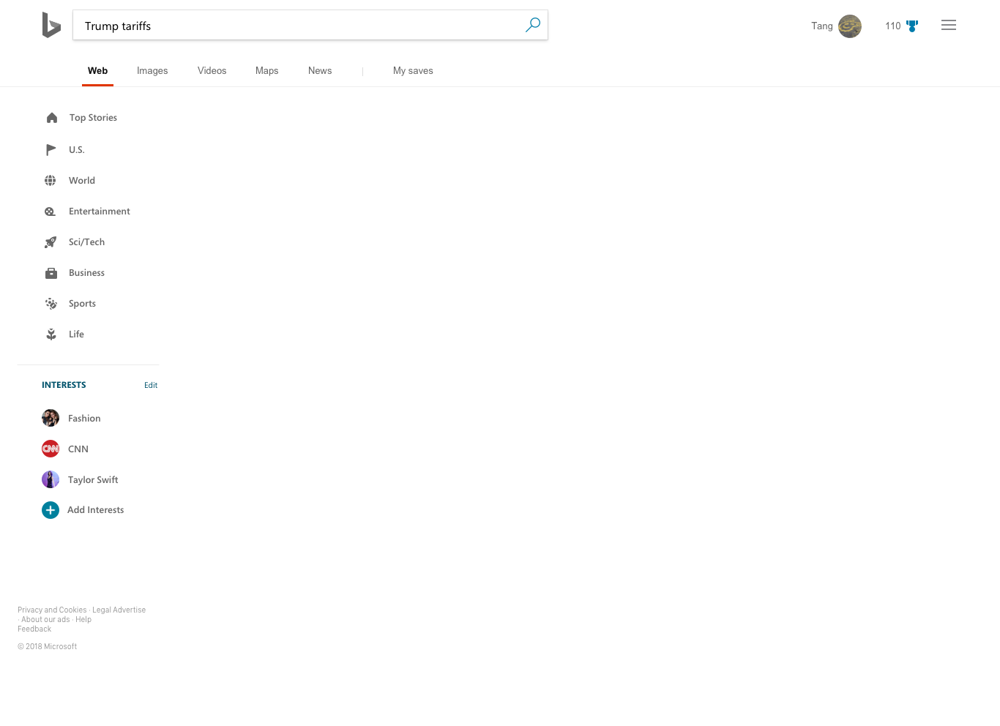 Trump tariffs
Tang
110
Web
Images
Videos
Maps
News
My saves
Top Stories
U.S.
World
Entertainment
Sci/Tech
Business
Sports
Life
INTERESTS
Edit
Fashion
CNN
CNN
Taylor Swift
Add Interests
Privacy and Cookies · Legal Advertise
· About our ads · Help
Feedback
© 2018 Microsoft